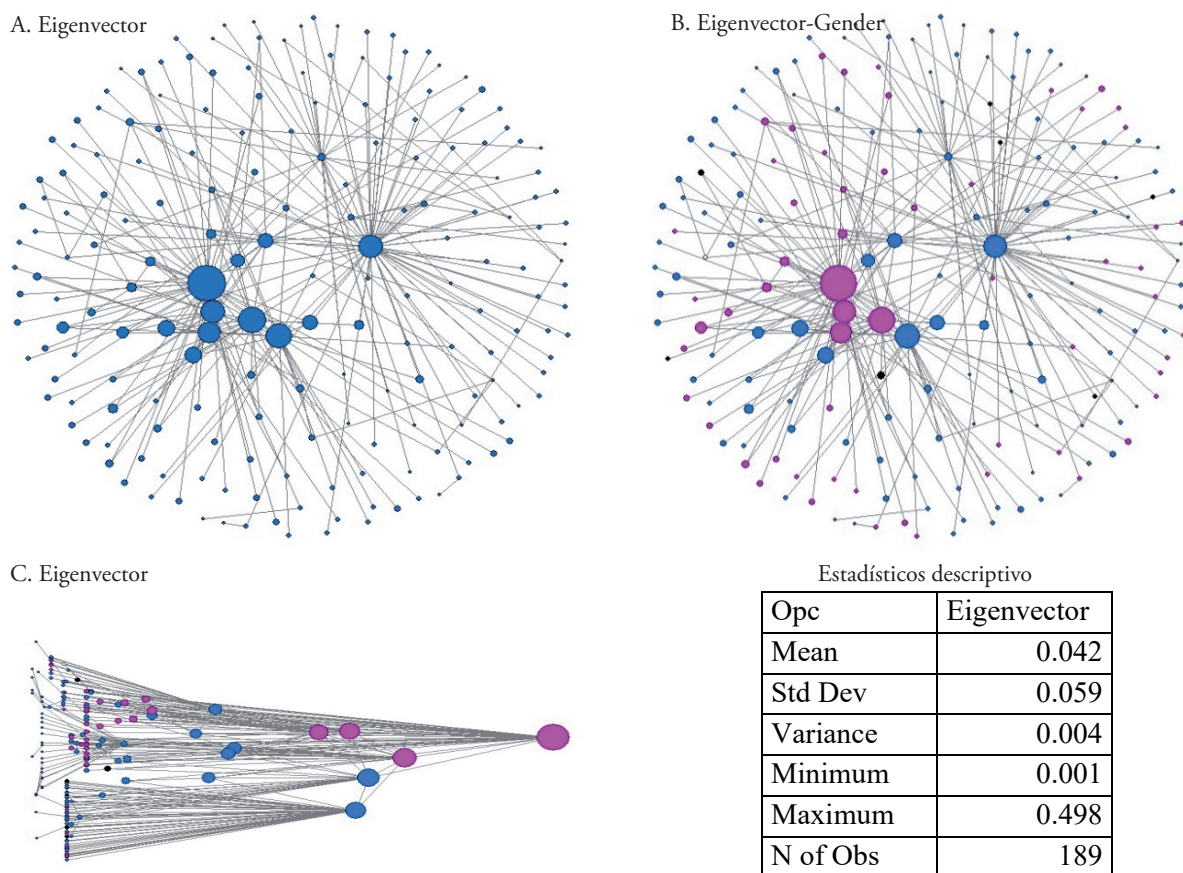 A. Eigenvector
B. Eigenvector-Gender
C. Eigenvector
Estadísticos descriptivo
Opc Eigenvector
Mean 0.042
Std Dev 0.059
Variance 0.004
Minimum 0.001
Maximum 0.498
N of Obs 189